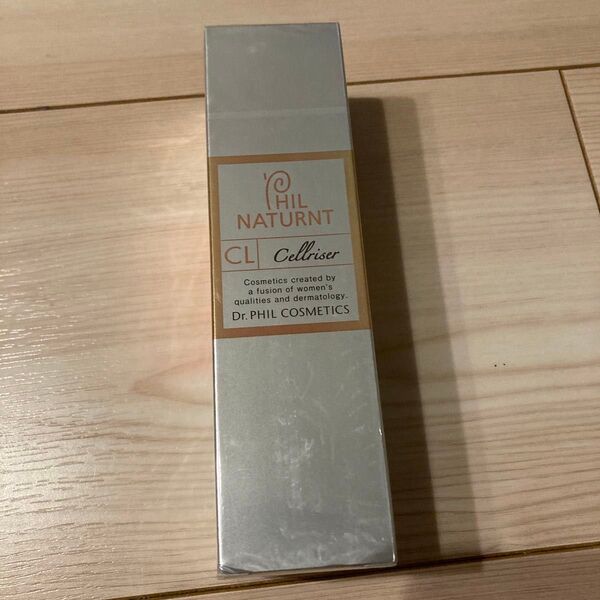 PHIL
NATURNT
CL Cellriser
Cosmetics created by
a fusion of women's
qualities and dermatology.
Dr. PHIL COSMETICS